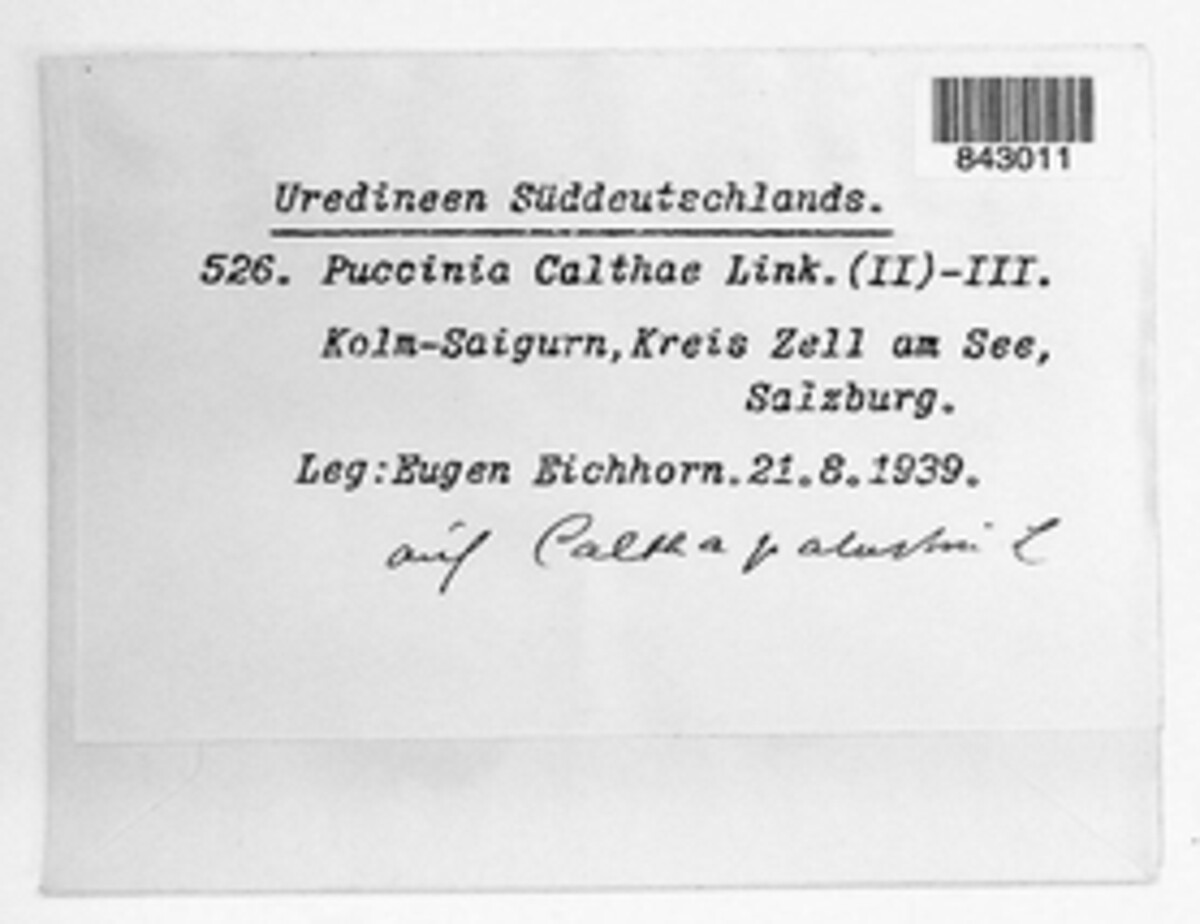 843011
Uredineen Süddeutschlands.
526. Puccinia Calthae Link.(II)-III.
Kolm-Saigurn,Kreis Zell am See,
Salzburg.
Leg:Eugen Eichhorn.21.8.1939.
auf Caltha palustris L